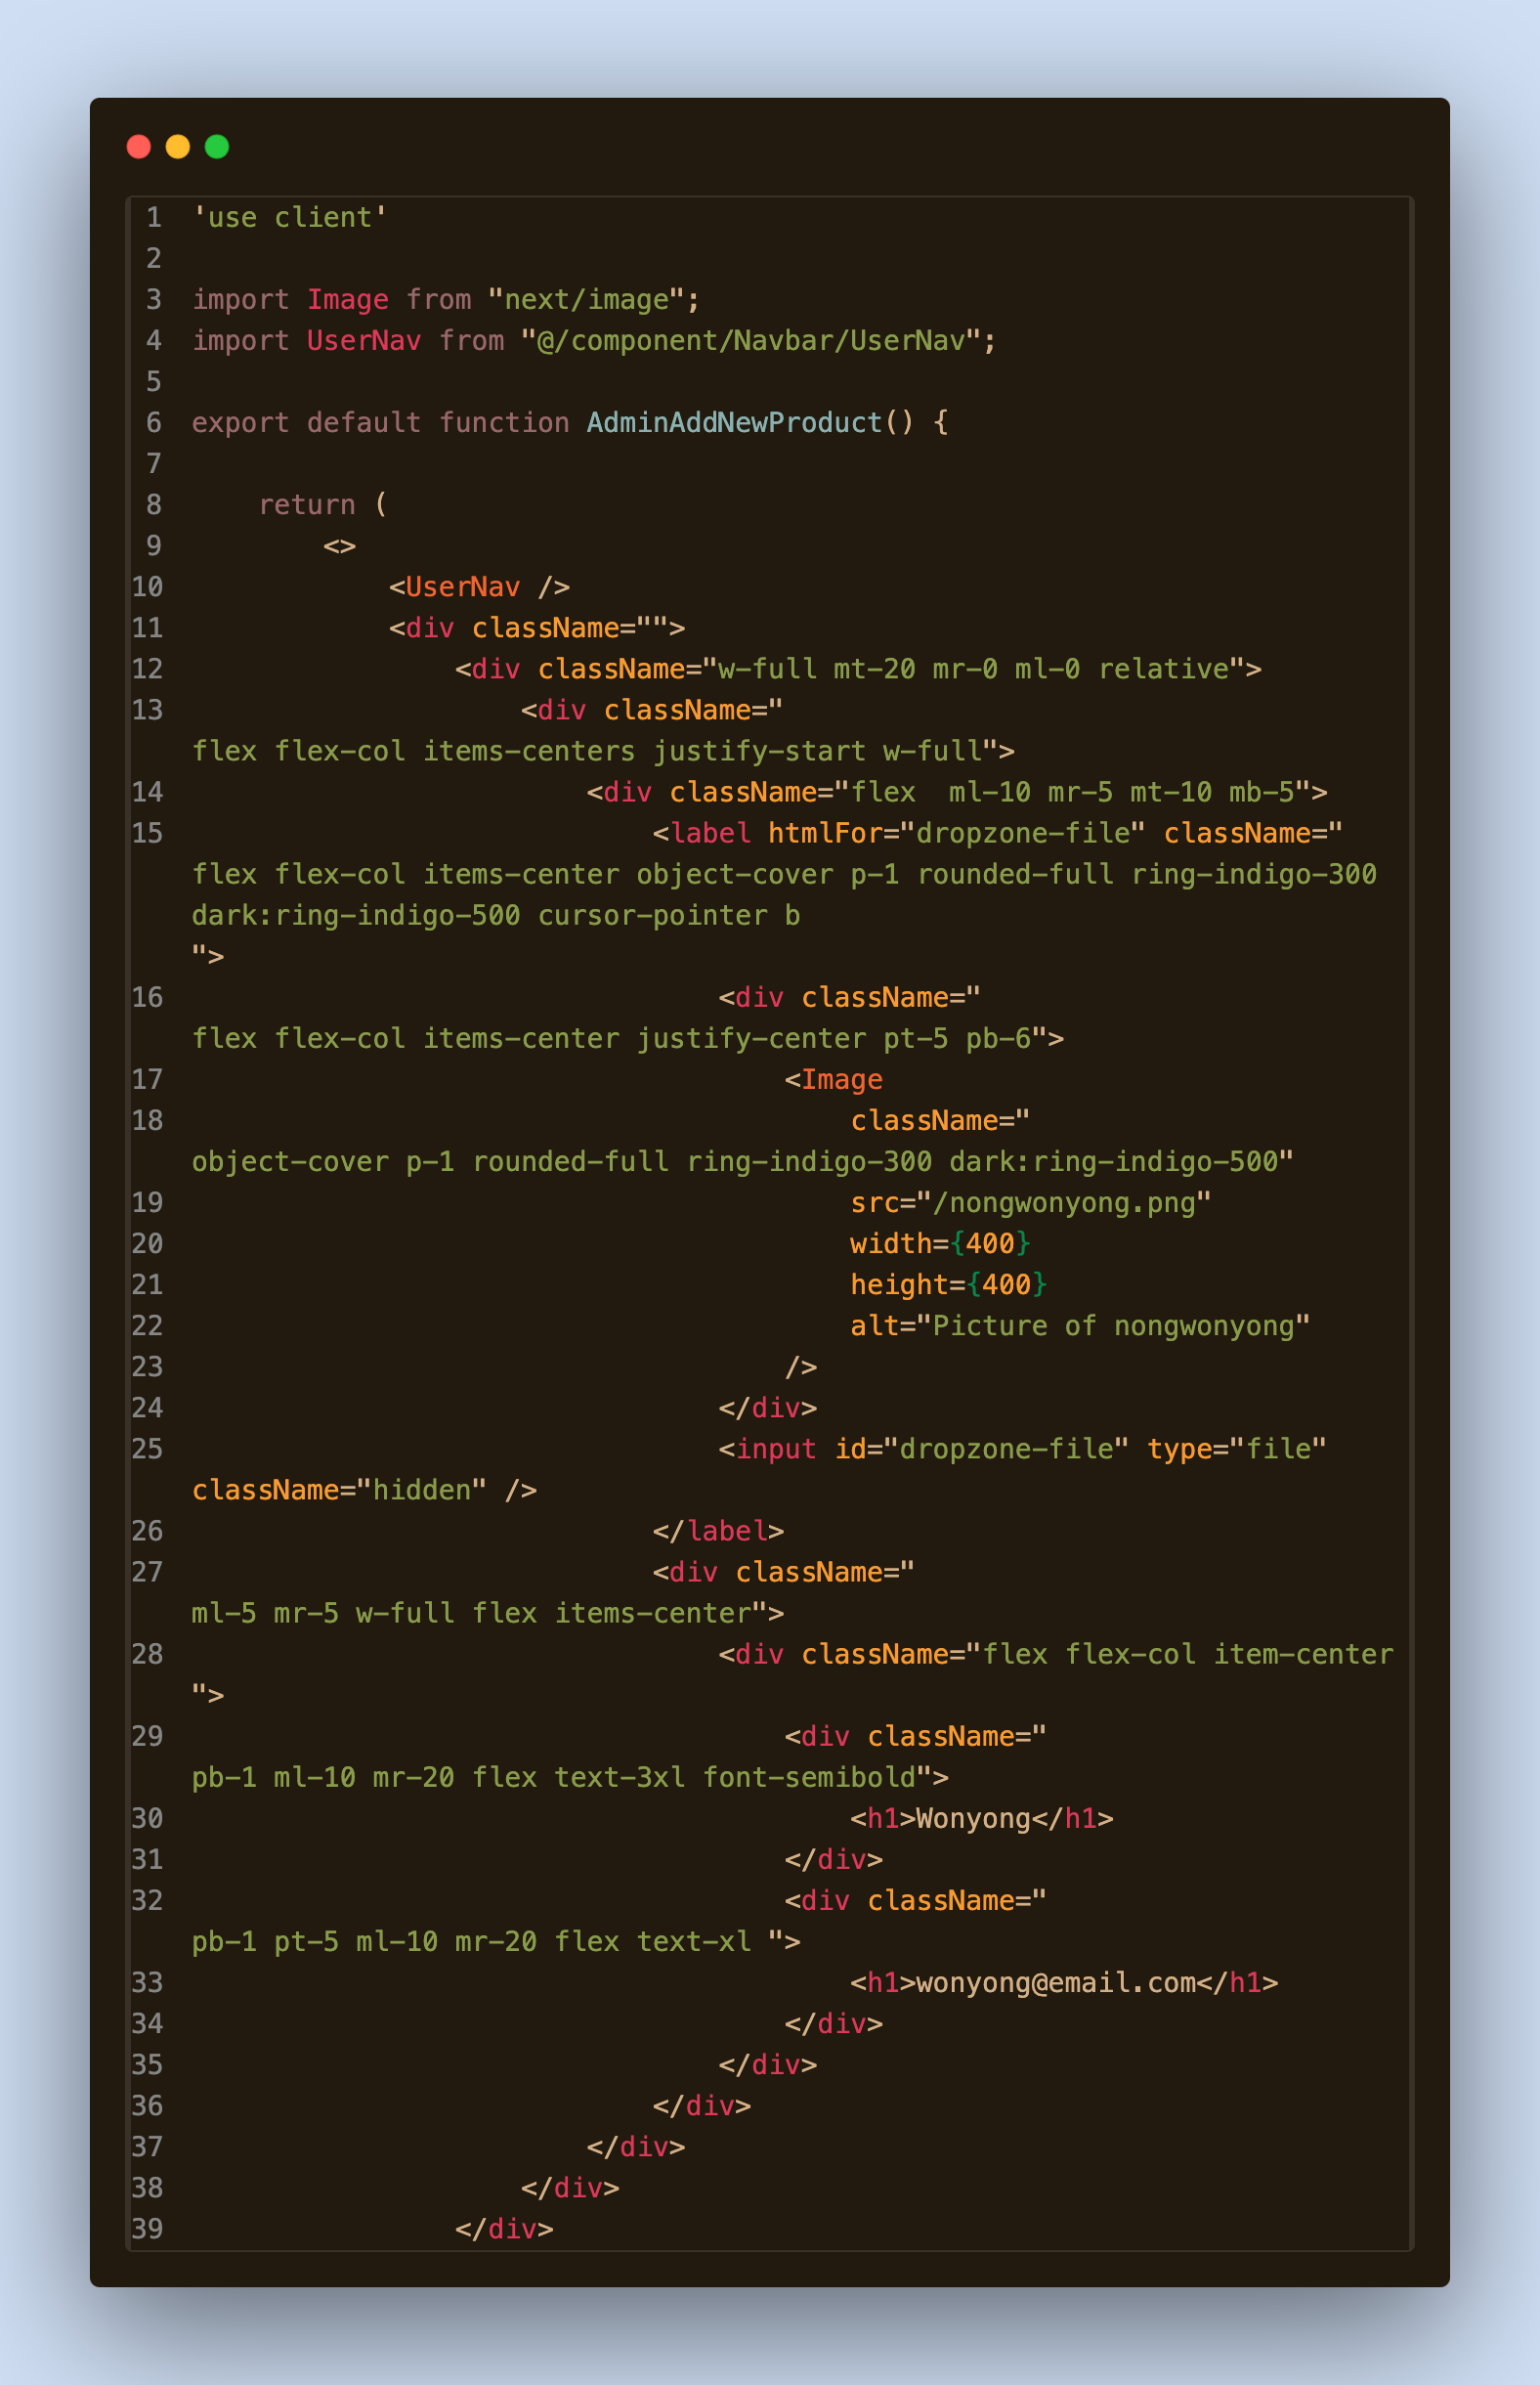 1 'use client'
2
3 import Image from "next/image";
4 import UserNav from "@/component/Navbar/UserNav";
5
6 export default function AdminAddNewProduct() {
7
8     return (
9         <>
10             <UserNav />
11             <div className="">
12                 <div className="w-full mt-20 mr-0 ml-0 relative">
13                     <div className="
flex flex-col items-centers justify-start w-full">
14                         <div className="flex  ml-10 mr-5 mt-10 mb-5">
15                             <label htmlFor="dropzone-file" className="
flex flex-col items-center object-cover p-1 rounded-full ring-indigo-300
dark:ring-indigo-500 cursor-pointer b
">
16                                 <div className="
flex flex-col items-center justify-center pt-5 pb-6">
17                                     <Image
18                                         className="
object-cover p-1 rounded-full ring-indigo-300 dark:ring-indigo-500"
19                                         src="/nongwonyong.png"
20                                         width={400}
21                                         height={400}
22                                         alt="Picture of nongwonyong"
23                                     />
24                                 </div>
25                                 <input id="dropzone-file" type="file"
className="hidden" />
26                             </label>
27                             <div className="
ml-5 mr-5 w-full flex items-center">
28                                 <div className="flex flex-col item-center
">
29                                     <div className="
pb-1 ml-10 mr-20 flex text-3xl font-semibold">
30                                         <h1>Wonyong</h1>
31                                     </div>
32                                     <div className="
pb-1 pt-5 ml-10 mr-20 flex text-xl ">
33                                         <h1>wonyong@email.com</h1>
34                                     </div>
35                                 </div>
36                             </div>
37                         </div>
38                     </div>
39                 </div>